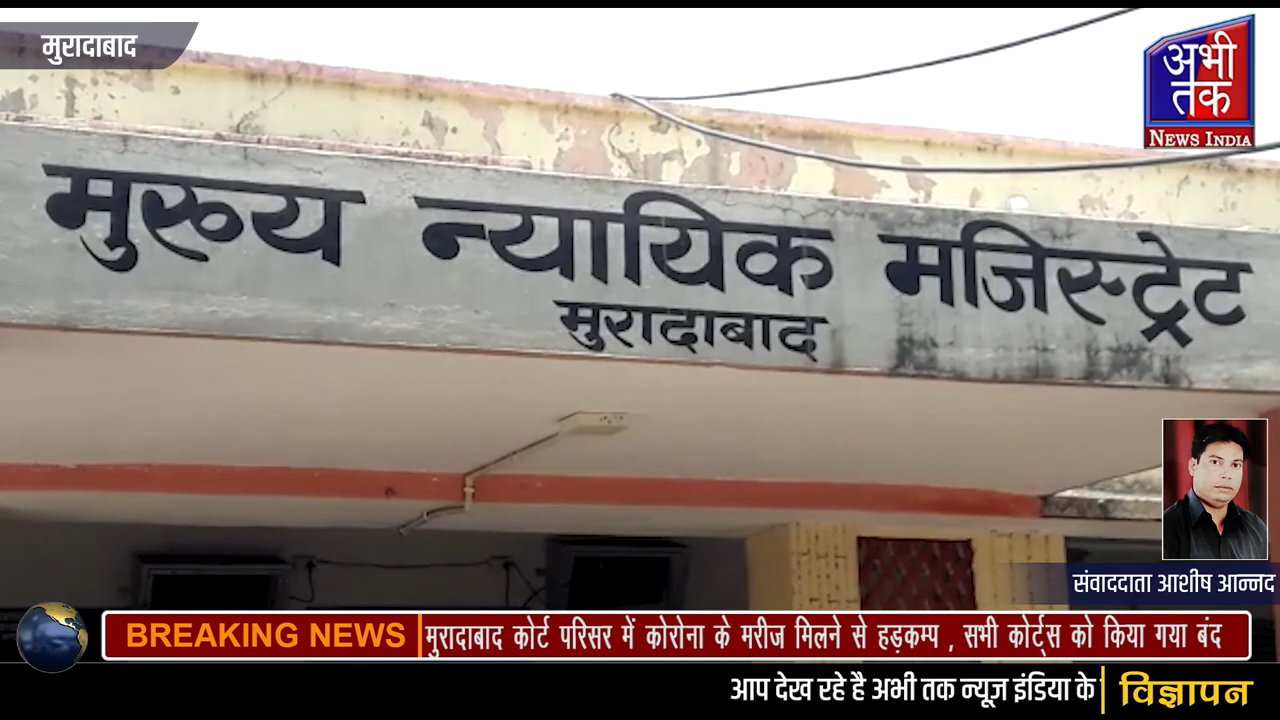 मुरादाबाद
अभी
तक
NEWS INDIA
मुख्य न्यायिक मजिस्ट्रेट
मुरादाबाद
संवाददाता आशीष आन्नद
BREAKING NEWS
मुरादाबाद कोर्ट परिसर में कोरोना के मरीज मिलने से हड़कम्प , सभी कोर्ट्स को किया गया बंद
आप देख रहे है अभी तक न्यूज़ इंडिया के
विज्ञापन